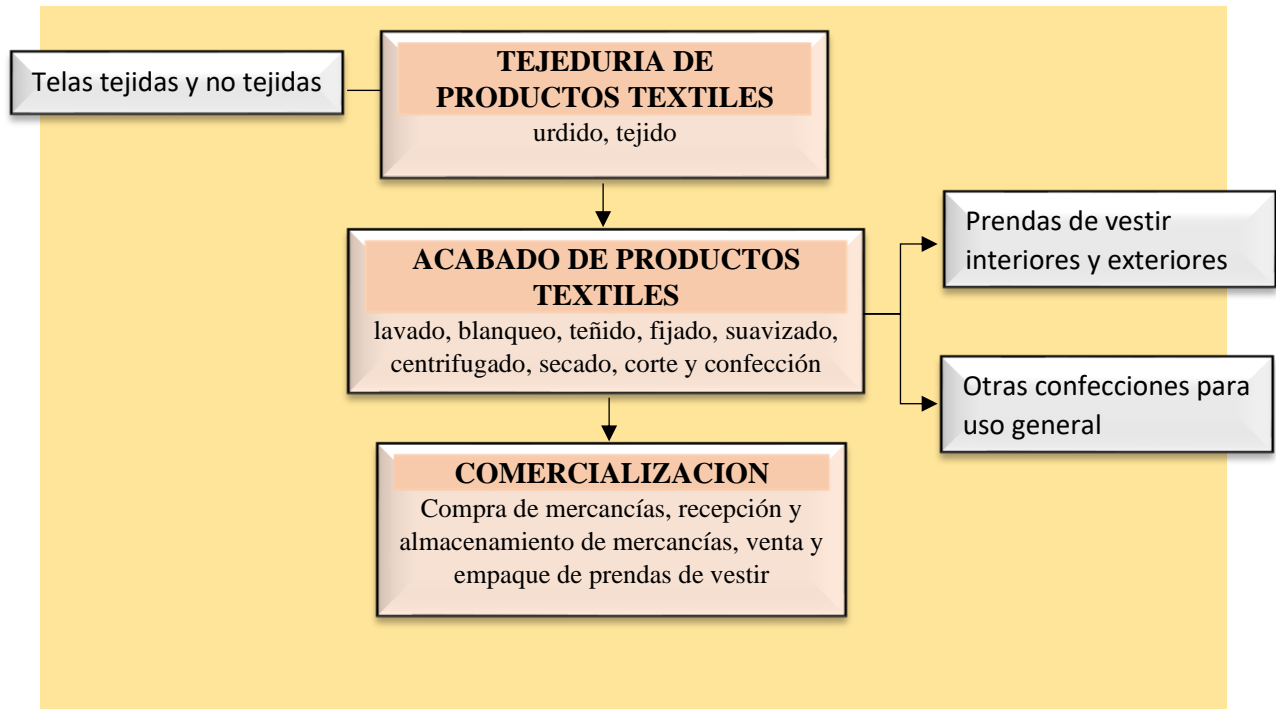 Telas tejidas y no tejidas
TEJEDURIA DE
PRODUCTOS TEXTILES
urdido, tejido
ACABADO DE PRODUCTOS
TEXTILES
lavado, blanqueo, teñido, fijado, suavizado,
centrifugado, secado, corte y confección
Prendas de vestir
interiores y exteriores
Otras confecciones para
uso general
COMERCIALIZACION
Compra de mercancías, recepción y
almacenamiento de mercancías, venta y
empaque de prendas de vestir